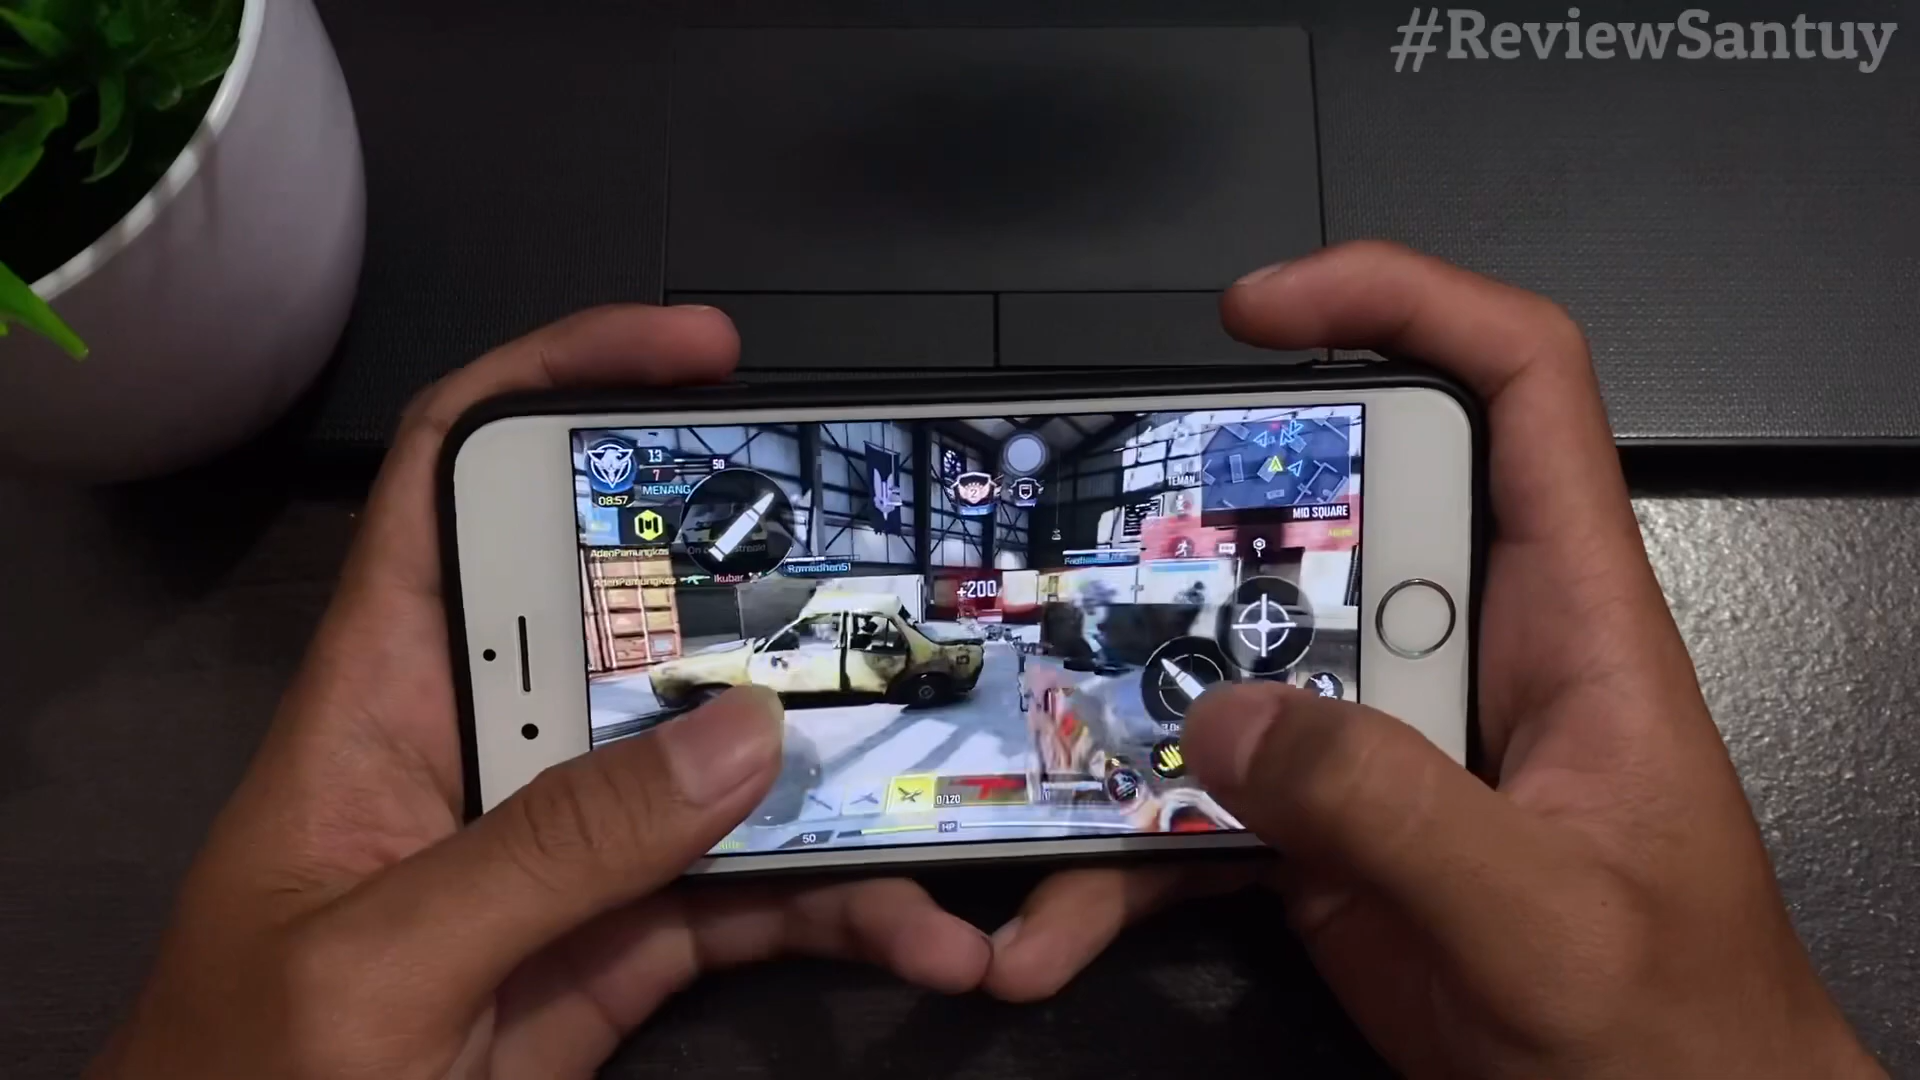 #ReviewSantuy
13
50
7
MENANG
08:57
TEMAN
MID SQUARE
AdenPamungkas
Ramadhan51
AdenPamungkas
Ikubar
+200
0/120
HP
50